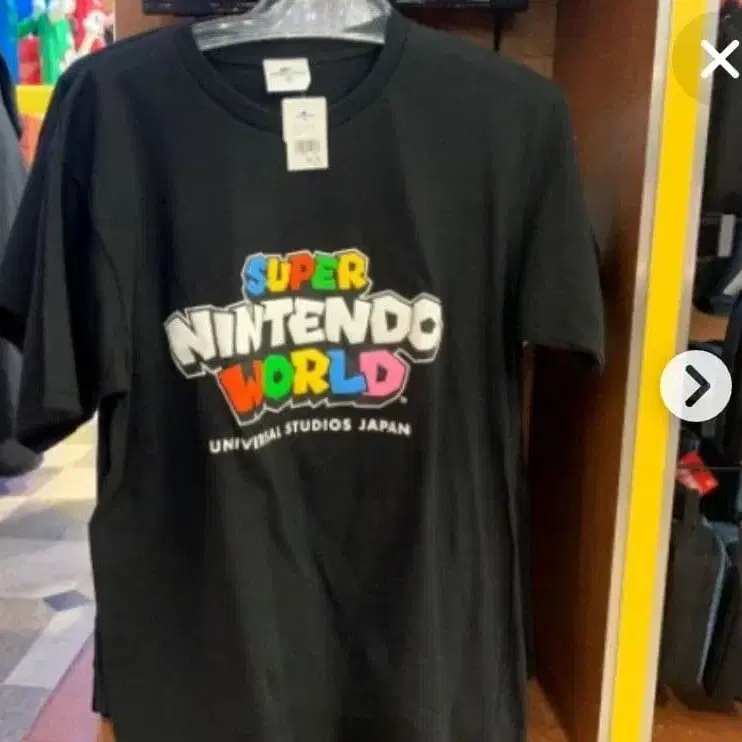 SUPER
NINTENDO
WORLD
UNIVERSAL STUDIOS JAPAN